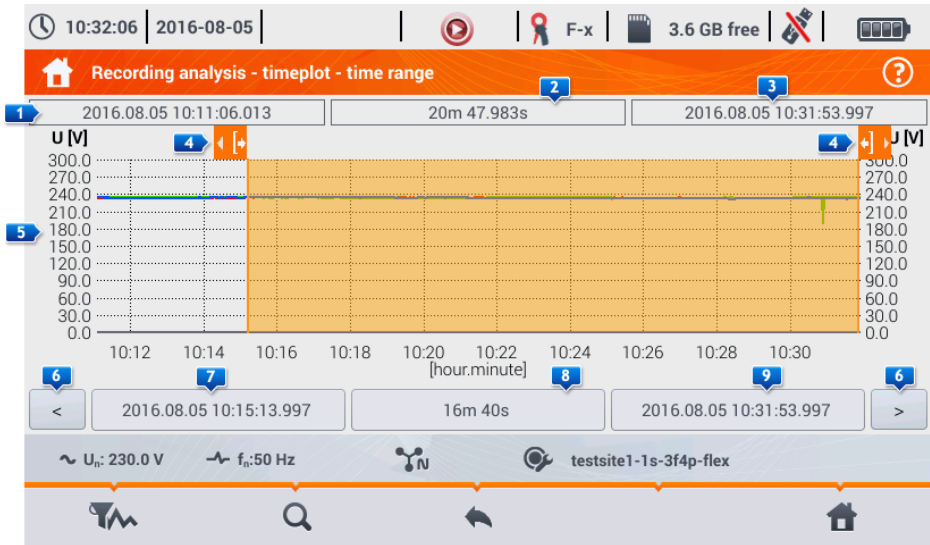 10:32:06 2016-08-05 F-x 3.6 GB free
Recording analysis - timeplot - time range ?
2 3
1 2016.08.05 10:11:06.013 20m 47.983s 2016.08.05 10:31:53.997
U [V] 4 4 U [V]
300.0 300.0
270.0 270.0
240.0 240.0
210.0 210.0
5 180.0 180.0
150.0 150.0
120.0 120.0
90.0 90.0
60.0 60.0
30.0 30.0
0.0 0.0
10:12 10:14 10:16 10:18 10:20 10:22 10:24 10:26 10:28 10:30
[hour.minute]
6 7 8 9 6
< 2016.08.05 10:15:13.997 16m 40s 2016.08.05 10:31:53.997 >
Uₙ: 230.0 V fₙ:50 Hz N testsite1-1s-3f4p-flex